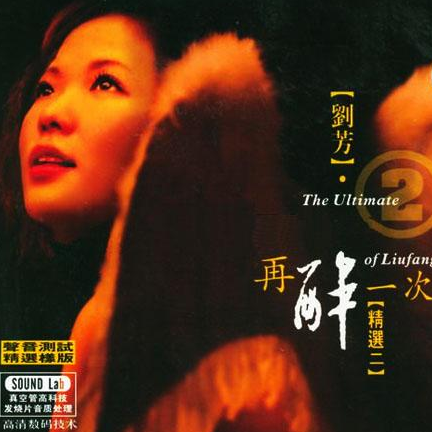 【劉芳】·
2
The Ultimate
of Liufang
再醉一次
【精選二】
聲音測試
精選樣版
SOUND Lab
真空管高科技
发烧片音质处理
高清数码技术